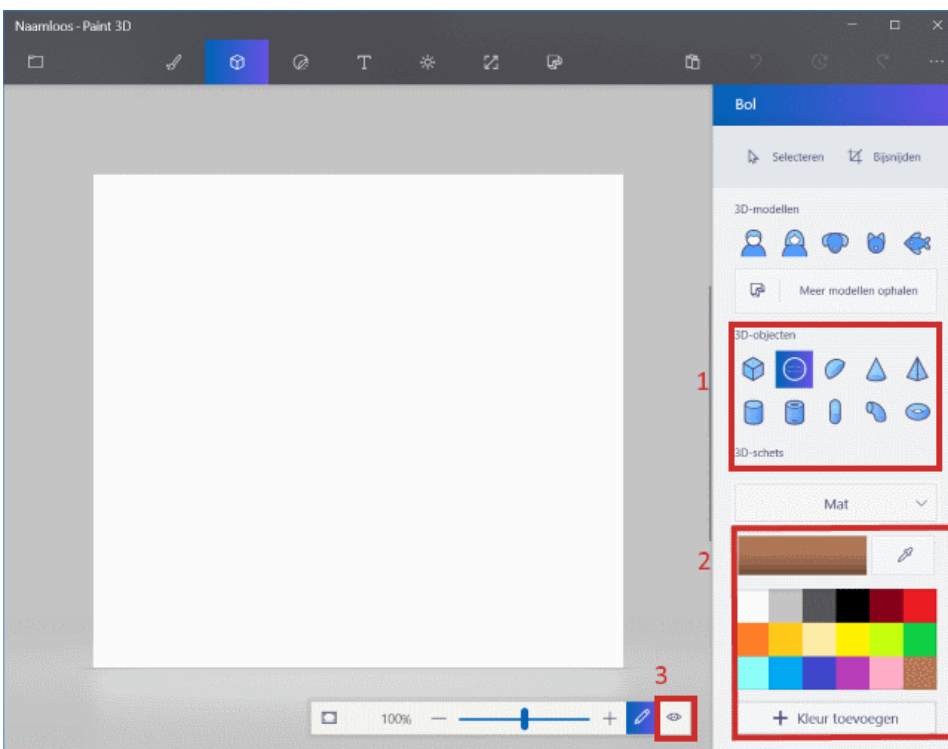 Naamloos - Paint 3D
T
Bol
Selecteren Bijsnijden
3D-modellen
Meer modellen ophalen
3D-objecten
1
3D-schets
Mat
2
3
100%
Kleur toevoegen